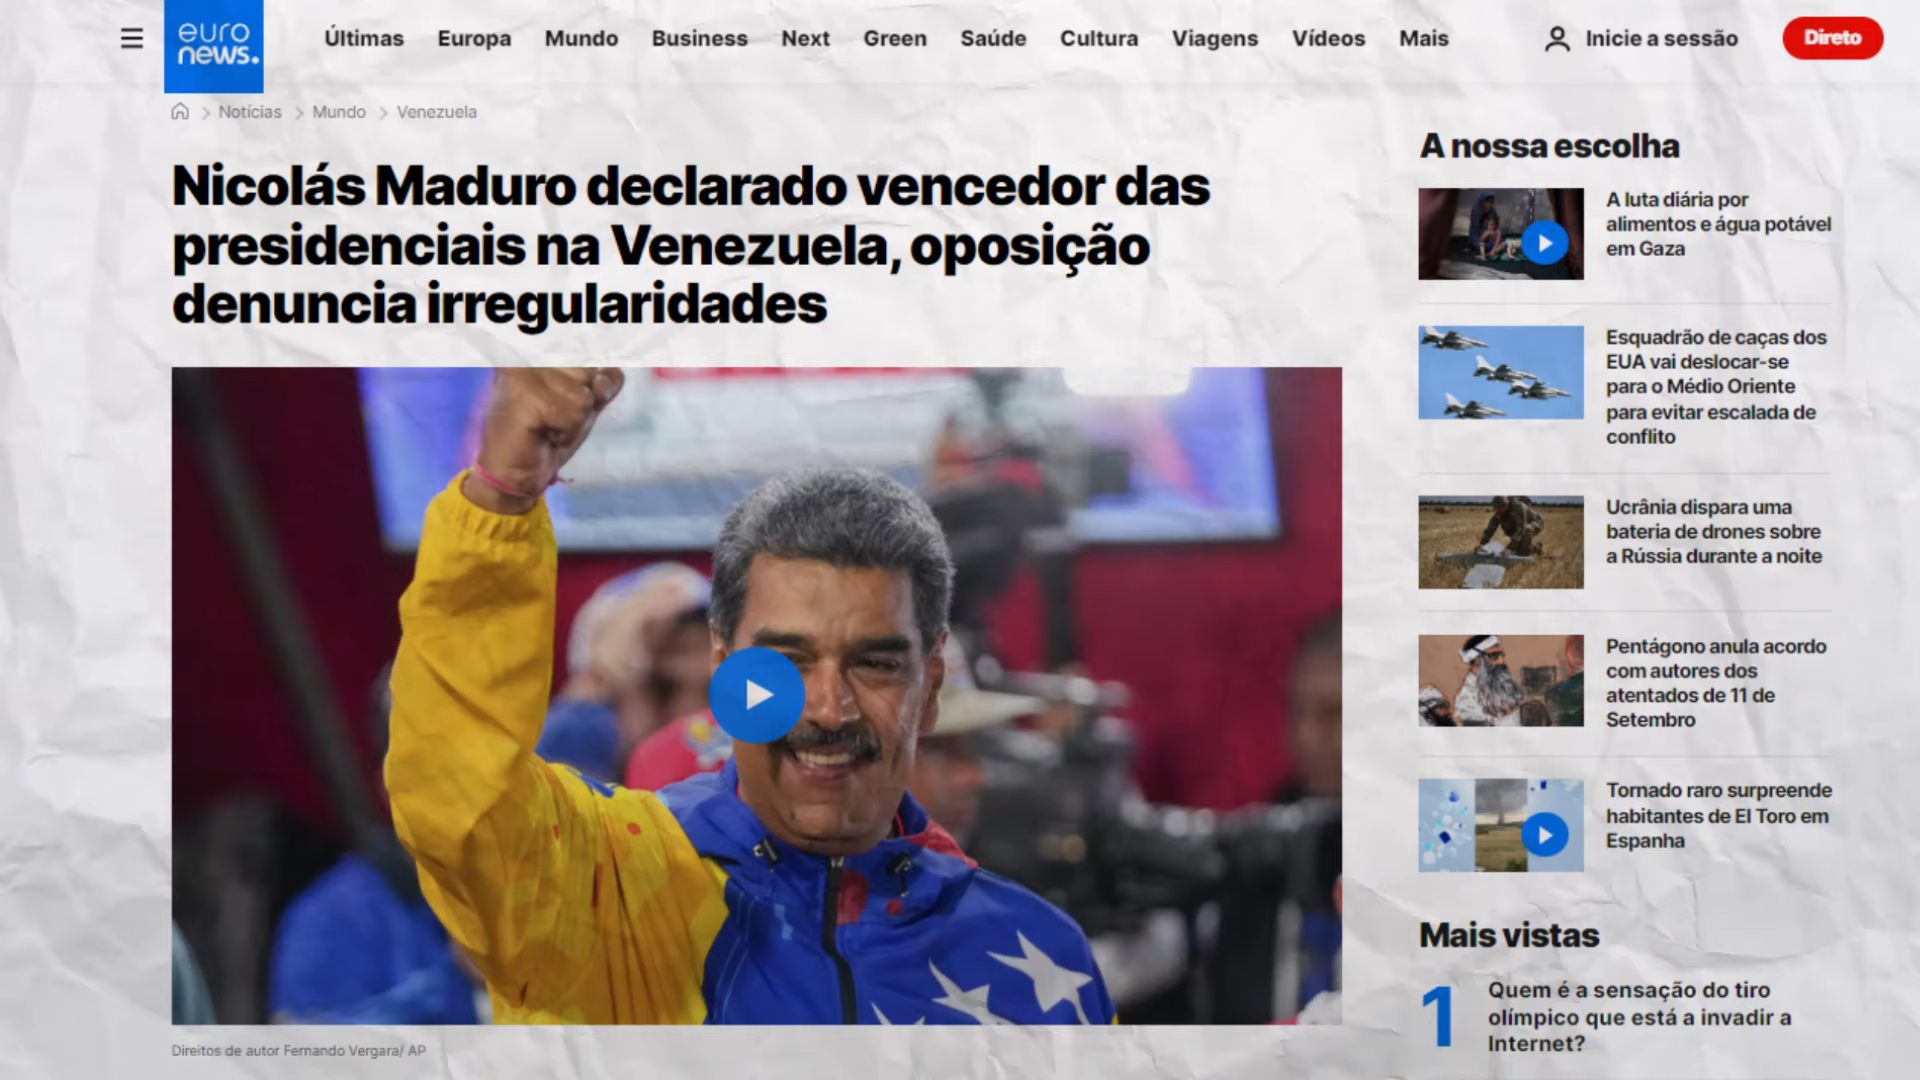 euro
news.
Últimas Europa Mundo Business Next Green Saúde Cultura Viagens Vídeos Mais Inicie a sessão Direto
Notícias Mundo Venezuela
Nicolás Maduro declarado vencedor das
presidenciais na Venezuela, oposição
denuncia irregularidades
Direitos de autor Fernando Vergara/ AP
A nossa escolha
A luta diária por
alimentos e água potável
em Gaza
Esquadrão de caças dos
EUA vai deslocar-se
para o Médio Oriente
para evitar escalada de
conflito
Ucrânia dispara uma
bateria de drones sobre
a Rússia durante a noite
Pentágono anula acordo
com autores dos
atentados de 11 de
Setembro
Tornado raro surpreende
habitantes de El Toro em
Espanha
Mais vistas
1
Quem é a sensação do tiro
olímpico que está a invadir a
Internet?